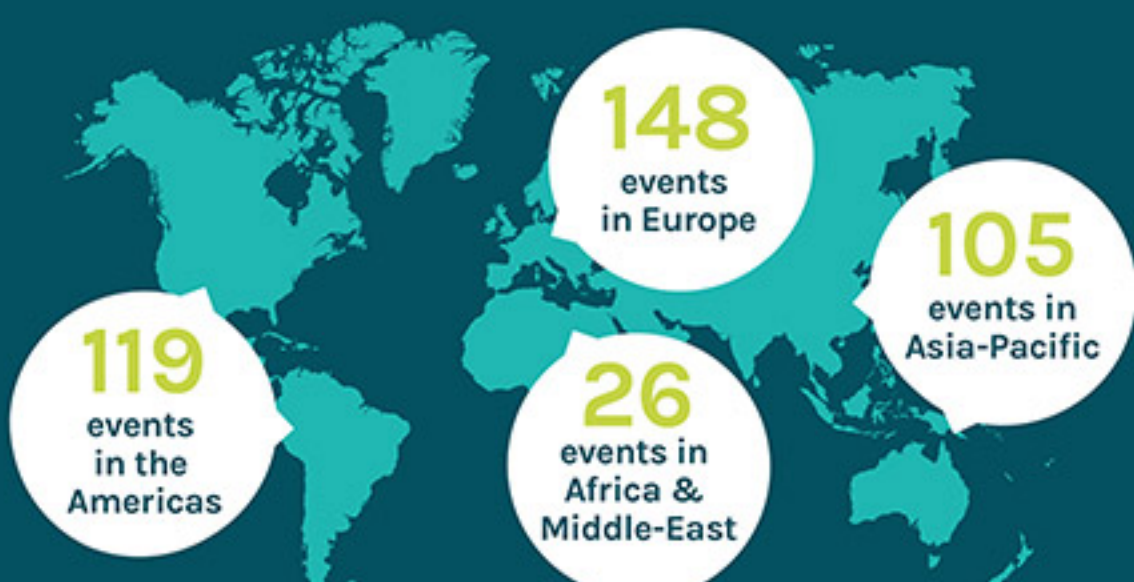 148
events
in Europe
105
events in
Asia-Pacific
119
events
in the
Americas
26
events in
Africa &
Middle-East